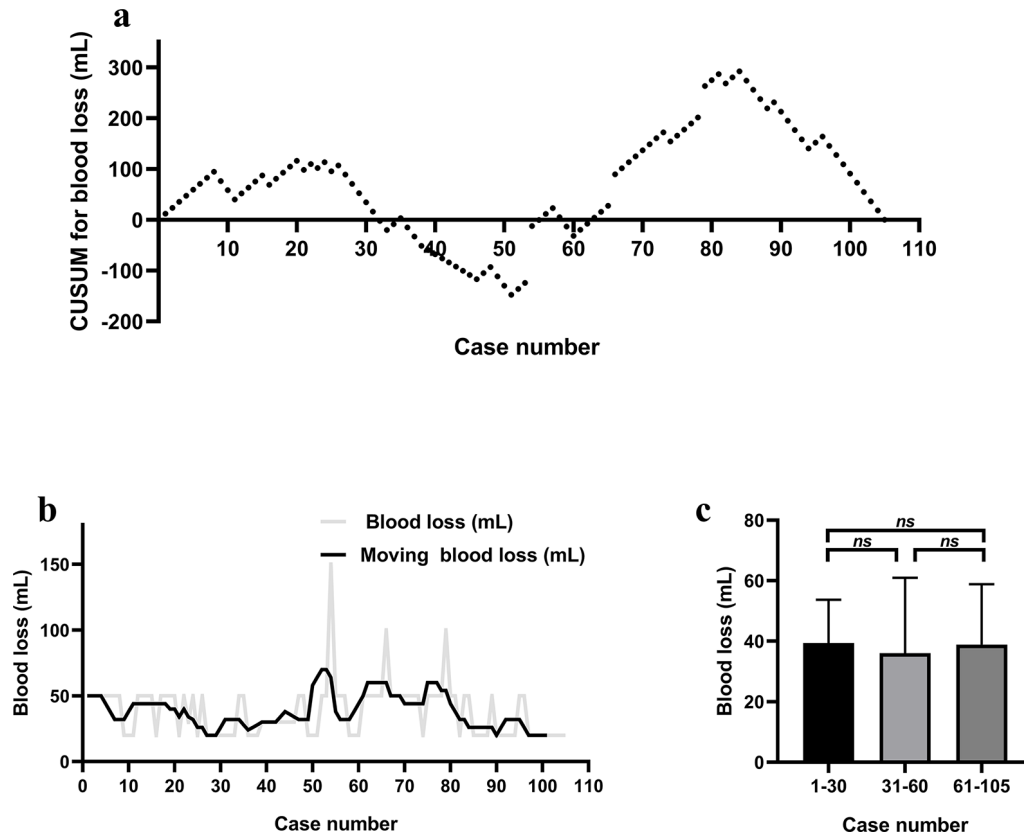 a
CUSUM for blood loss (mL)
300
200
100
0
-100
-200
10 20 30 40 50 60 70 80 90 100 110
Case number
b
Blood loss (mL)
Moving blood loss (mL)
Blood loss (mL)
150
100
50
0
0 10 20 30 40 50 60 70 80 90 100 110
Case number
c
Blood loss (mL)
80
60
40
20
0
ns
ns ns
1-30 31-60 61-105
Case number